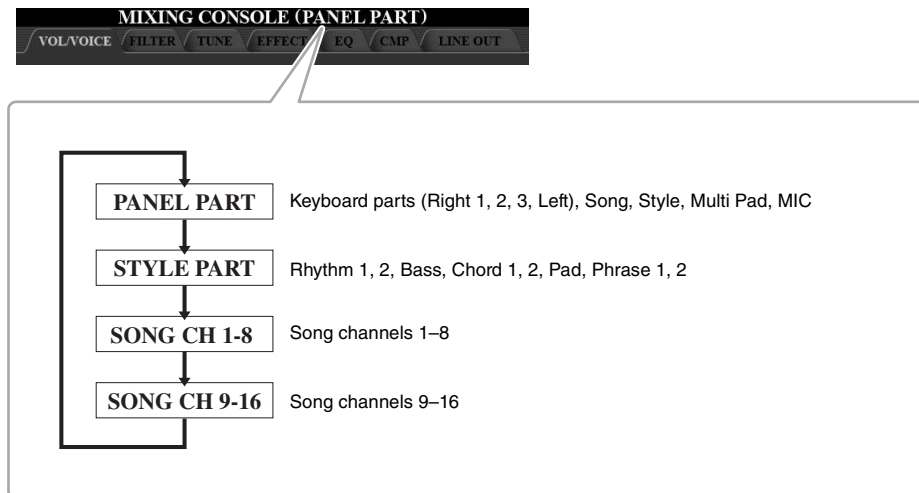 MIXING CONSOLE (PANEL PART)
VOL/VOICE FILTER TUNE EFFECT EQ CMP LINE OUT
PANEL PART Keyboard parts (Right 1, 2, 3, Left), Song, Style, Multi Pad, MIC
STYLE PART Rhythm 1, 2, Bass, Chord 1, 2, Pad, Phrase 1, 2
SONG CH 1-8 Song channels 1–8
SONG CH 9-16 Song channels 9–16